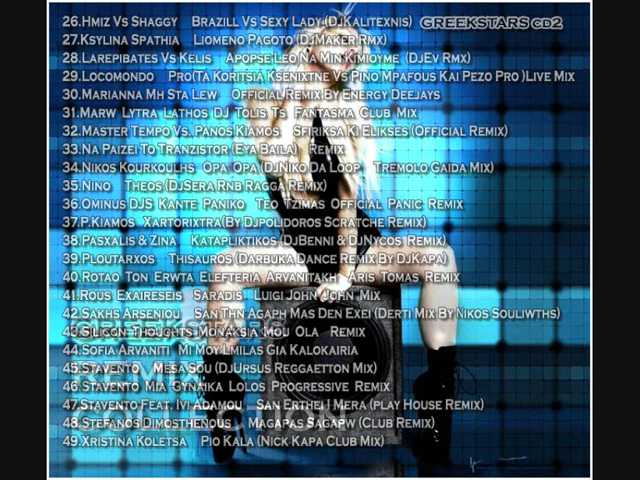 26.Hmiz Vs Shaggy Brazill Vs Sexy Lady (DjKalitexnis) GREEKSTARS CD2
27.Ksylina Spathia Liomeno Pagoto (DjMaker Rmx)
28.Larepibates Vs Kelis Apopse Leo Na Min Kimioyme (DjEv Rmx)
29.Locomondo Pro(Ta Koritsia Ksenixtne Vs Pino Mpafous Kai Pezo Pro )Live Mix
30.Marianna Mh Sta Lew Official Remix By Energy Deejays
31.Marw Lytra Lathos DJ Tolis Ts Fantasma Club Mix
32.Master Tempo Vs. Panos Kiamos Sfiriksa Ki Elikses (Official Remix)
33.Na Paizei To Tranzistor (Eya Baila) Remix
34.Nikos Kourkoulhs Opa Opa (DjNiko Da Loop Tremolo Gaida Mix)
35.Nino Theos (DjSera Rnb Ragga Remix)
36.Ominus DJS Kante Paniko Teo Tzimas Official Panic Remix
37.P.Kiamos Xartorixtra(By Djpolidoros Scratche Remix)
38.Pasxalis & Zina Katapliktikos (DjBenni & DjNycos Remix)
39.Ploutarxos Thisauros (Darbuka Dance Remix By DjKapa)
40.Rotao Ton Erwta Elefteria Arvanitakh Aris Tomas Remix
41.Rous Exaireseis Saradis Luigi John John Mix
42.Sakhs Arseniou San Thn Agaph Mas Den Exei (Derti Mix By Nikos Souliwths)
43.Silicon Thoughts Monaksia Mou Ola Remix
44.Sofia Arvaniti Mi Moy Lmilas Gia Kalokairia
45.Stavento Mesa Sou (DjUrsus Reggaetton Mix)
46.Stavento Mia Gynaika Lolos Progressive Remix
47.Stavento Feat. Ivi Adamou San Erthei I Mera (play House Remix)
48.Stefanos Dimosthenous Magapas Sagapw (Club Remix)
49.Xristina Koletsa Pio Kala (Nick Kapa Club Mix)